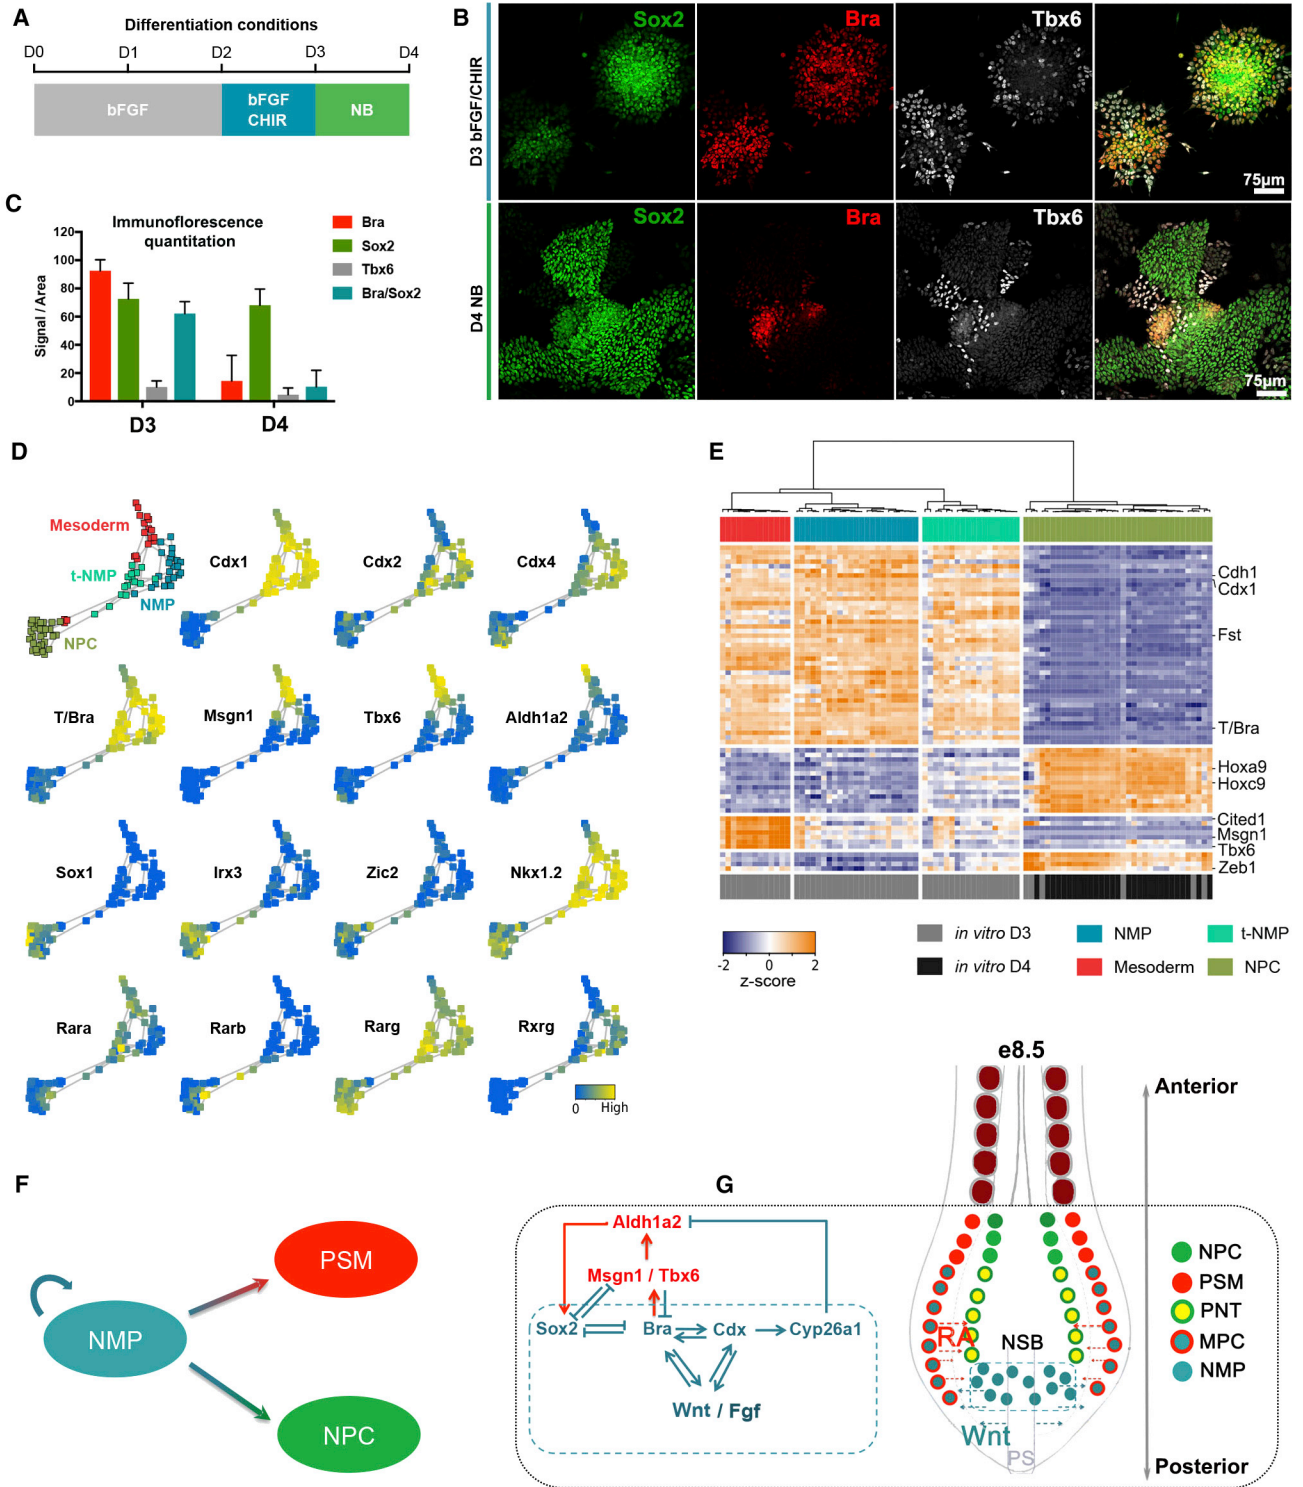 A
Differentiation conditions
D0 D1 D2 D3 D4
bFGF
bFGF
CHIR
NB
B
Sox2 Bra Tbx6
D3 bFGF/CHIR
75µm
Sox2 Bra Tbx6
D4 NB
75µm
C
Immunoflorescence
quantitation
Signal / Area
120
100
80
60
40
20
0
D3 D4
Bra
Sox2
Tbx6
Bra/Sox2
D
Mesoderm
t-NMP
NMP
NPC
Cdx1 Cdx2 Cdx4
T/Bra Msgn1 Tbx6 Aldh1a2
Sox1 Irx3 Zic2 Nkx1.2
Rara Rarb Rarg Rxrg
0 High
E
Cdh1
Cdx1
Fst
T/Bra
Hoxa9
Hoxc9
Cited1
Msgn1
Tbx6
Zeb1
-2 0 2
z-score
in vitro D3 NMP t-NMP
in vitro D4 Mesoderm NPC
F
NMP
PSM
NPC
G
e8.5
Anterior
Aldh1a2
Msgn1 / Tbx6
Sox2 Bra Cdx Cyp26a1
Wnt / Fgf
RA
NSB
Wnt
PS
NPC
PSM
PNT
MPC
NMP
Posterior